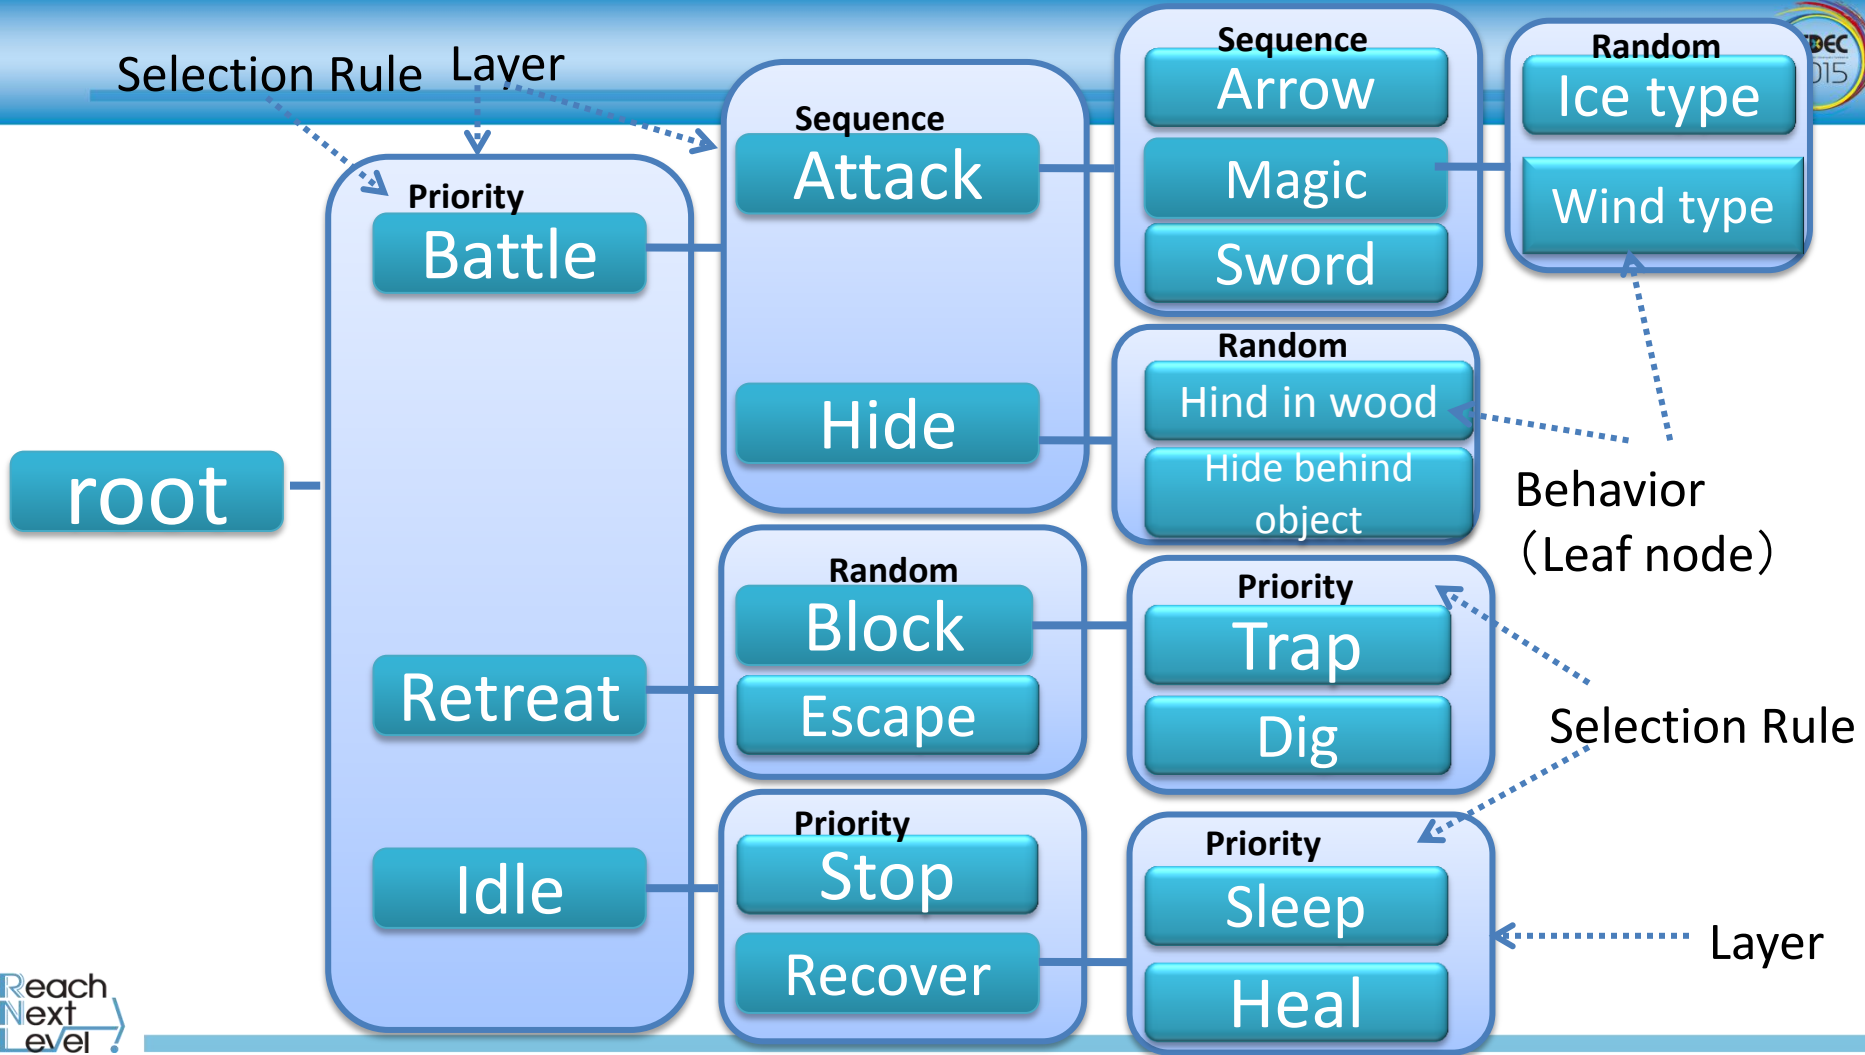 Selection Rule
Layer
Priority
Battle
Retreat
Idle
root
Sequence
Attack
Hide
Random
Block
Escape
Priority
Stop
Recover
Sequence
Arrow
Magic
Sword
Random
Hind in wood
Hide behind
object
Priority
Trap
Dig
Priority
Sleep
Heal
Random
Ice type
Wind type
Behavior
（Leaf node）
Selection Rule
Layer
Reach
Next
Level